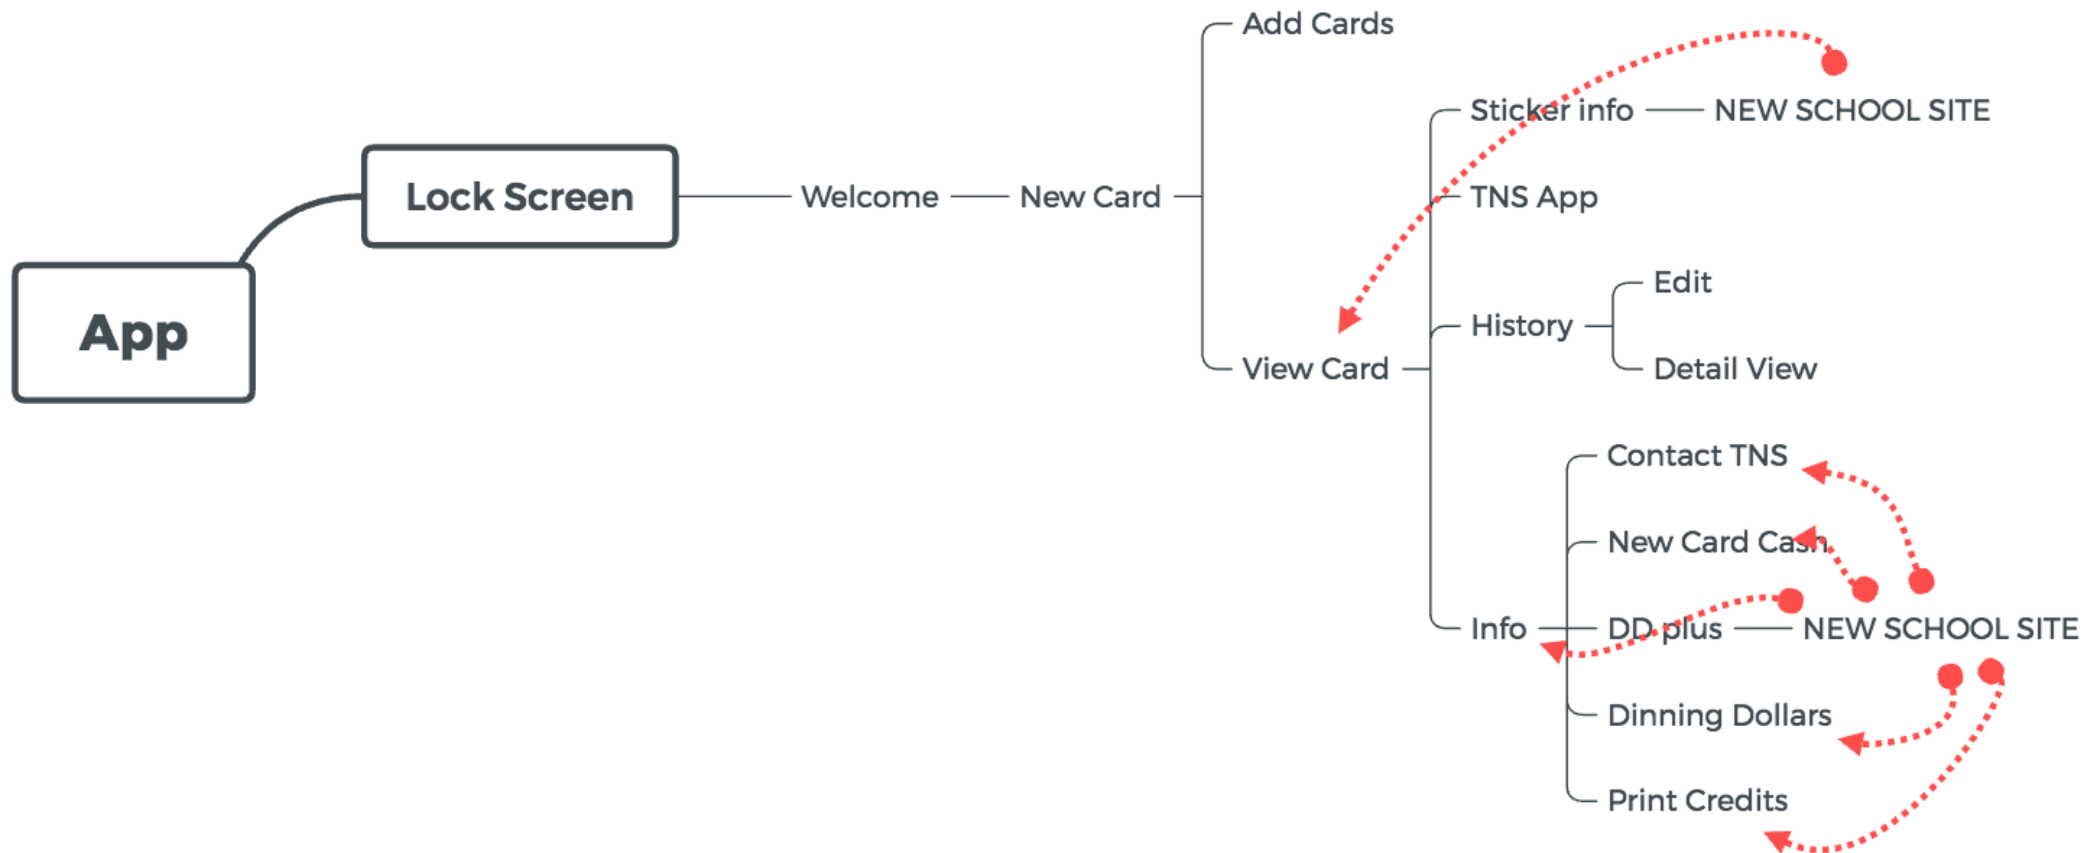 App
Lock Screen
Welcome
New Card
Add Cards
View Card
Sticker info
NEW SCHOOL SITE
TNS App
History
Edit
Detail View
Info
Contact TNS
New Card Cash
DD plus
NEW SCHOOL SITE
Dinning Dollars
Print Credits